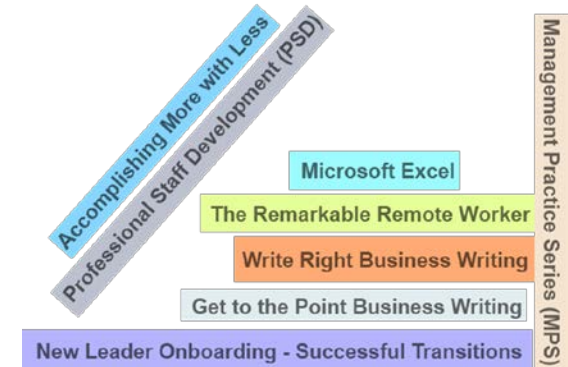 Accomplishing More with Less
Professional Staff Development (PSD)
Microsoft Excel
The Remarkable Remote Worker
Write Right Business Writing
Get to the Point Business Writing
New Leader Onboarding - Successful Transitions
Management Practice Series (MPS)